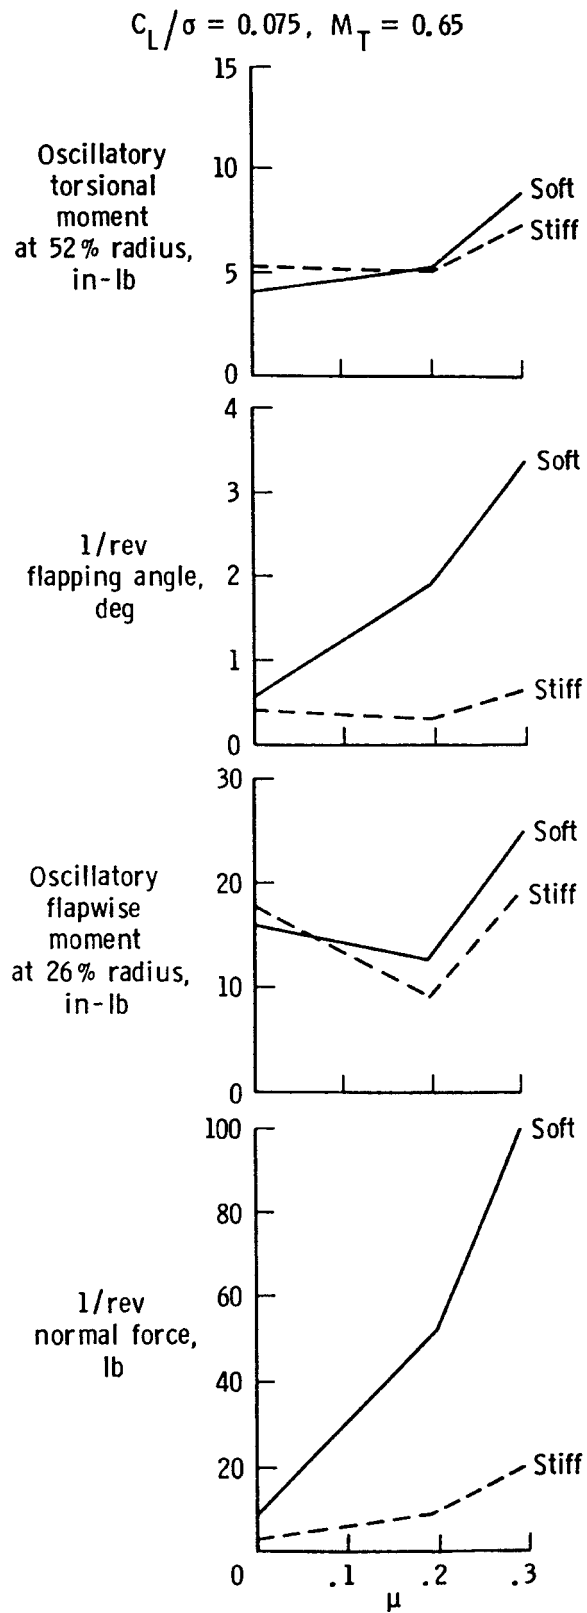 C_L/σ = 0.075, M_T = 0.65
15
Oscillatory
torsional
moment
at 52% radius,
in-lb
10
5
0
Soft
Stiff
4
3
1/rev
flapping angle,
deg
2
1
0
Soft
Stiff
30
Oscillatory
flapwise
moment
at 26% radius,
in-lb
20
10
0
Soft
Stiff
100
80
60
1/rev
normal force,
lb
40
20
Soft
Stiff
0 .1 .2 .3
μ